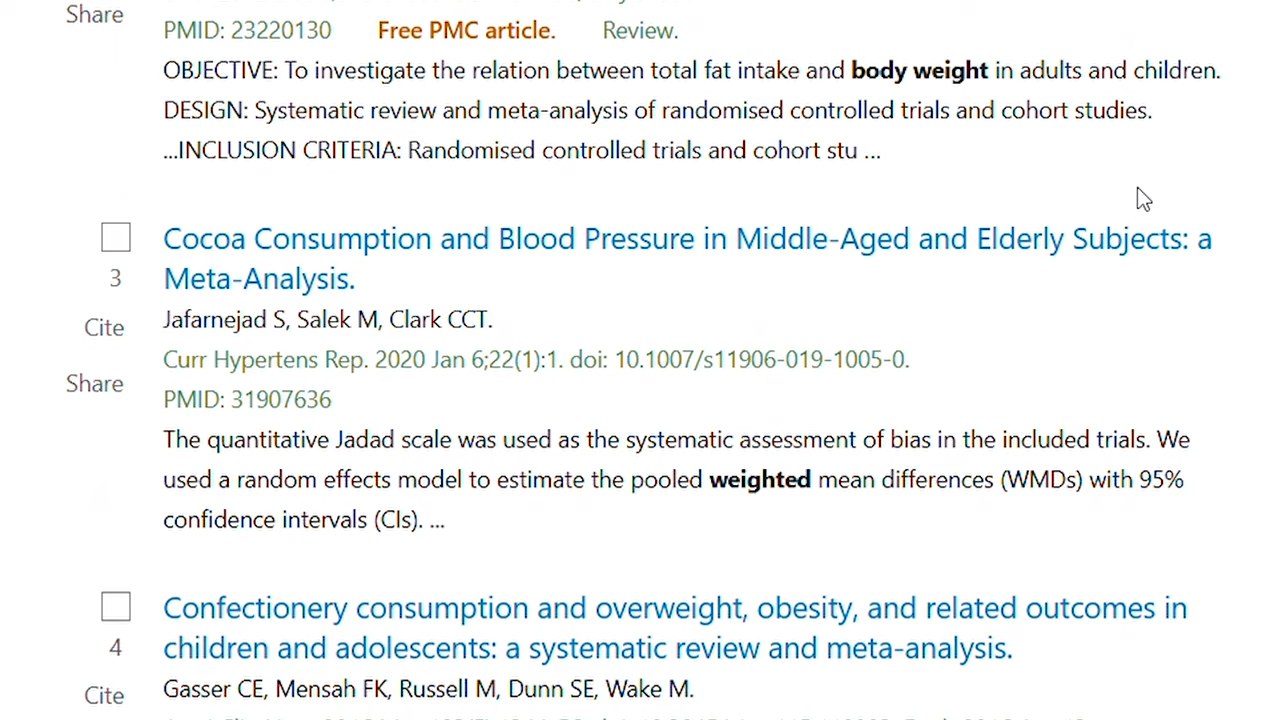 Share
PMID: 23220130 Free PMC article. Review.
OBJECTIVE: To investigate the relation between total fat intake and body weight in adults and children.
DESIGN: Systematic review and meta-analysis of randomised controlled trials and cohort studies.
...INCLUSION CRITERIA: Randomised controlled trials and cohort stu ...
Cocoa Consumption and Blood Pressure in Middle-Aged and Elderly Subjects: a
3 Meta-Analysis.
Cite Jafarnejad S, Salek M, Clark CCT.
Curr Hypertens Rep. 2020 Jan 6;22(1):1. doi: 10.1007/s11906-019-1005-0.
Share
PMID: 31907636
The quantitative Jadad scale was used as the systematic assessment of bias in the included trials. We
used a random effects model to estimate the pooled weighted mean differences (WMDs) with 95%
confidence intervals (CIs). ...
Confectionery consumption and overweight, obesity, and related outcomes in
4 children and adolescents: a systematic review and meta-analysis.
Cite Gasser CE, Mensah FK, Russell M, Dunn SE, Wake M.